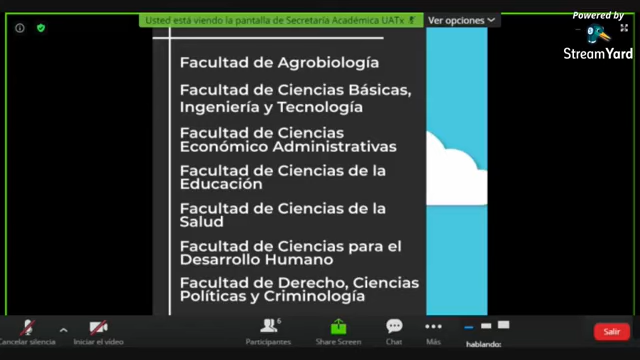 Usted está viendo la pantalla de Secretaría Académica UATx
Ver opciones
Powered by
StreamYard
Facultad de Agrobiología
Facultad de Ciencias Básicas,
Ingeniería y Tecnología
Facultad de Ciencias
Económico Administrativas
Facultad de Ciencias de la
Educación
Facultad de Ciencias de la
Salud
Facultad de Ciencias para el
Desarrollo Humano
Facultad de Derecho, Ciencias
Políticas y Criminología
Cancelar silencia
Iniciar el video
6
Participantes
Share Screen
Chat
Más
hablando:
Salir